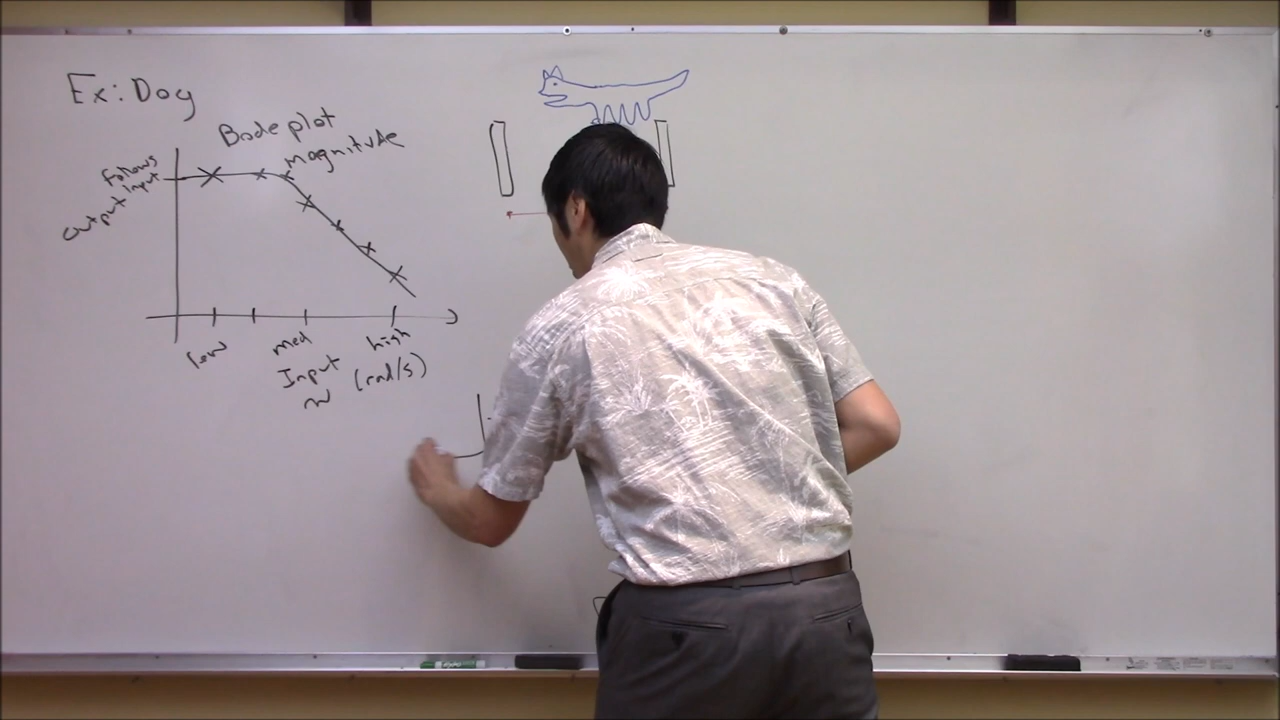 Ex: Dog
Bode plot
magnitude
follows
input
output
low
med
high
Input
(rad/s)
w